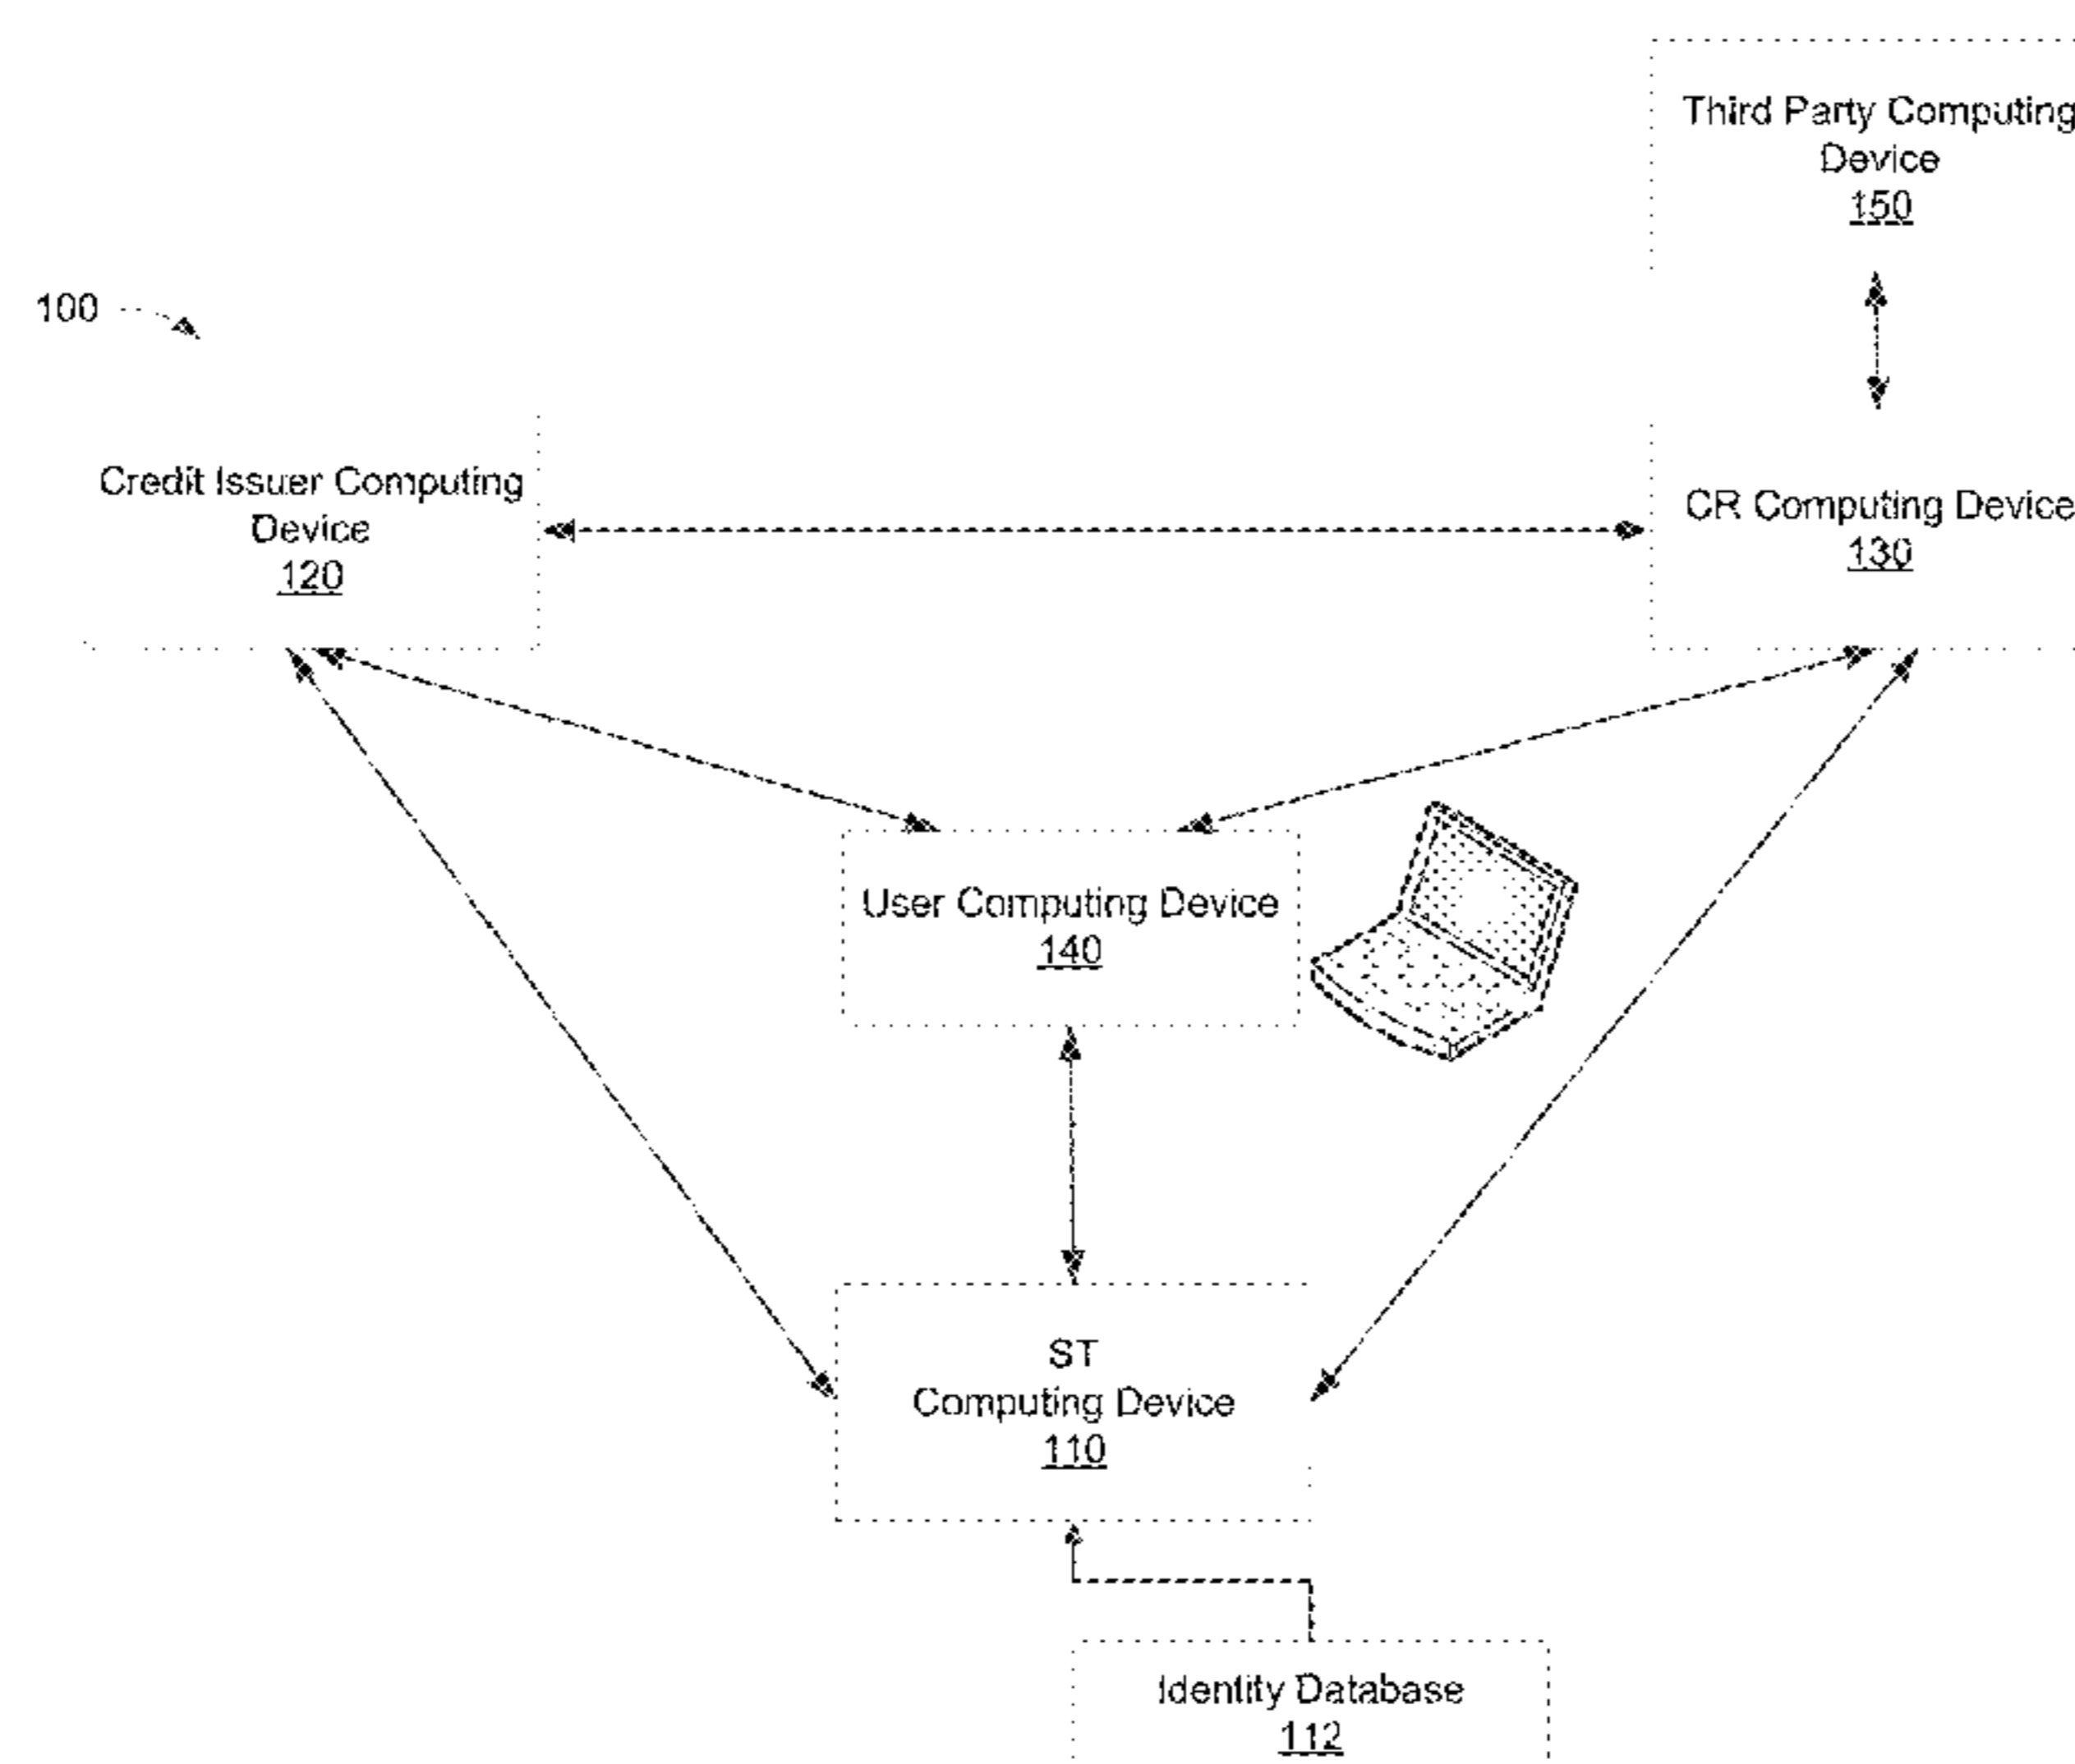 Third Party Computing
Device
150
100
Credit Issuer Computing
Device
120
CR Computing Device
130
User Computing Device
140
ST
Computing Device
110
Identity Database
112